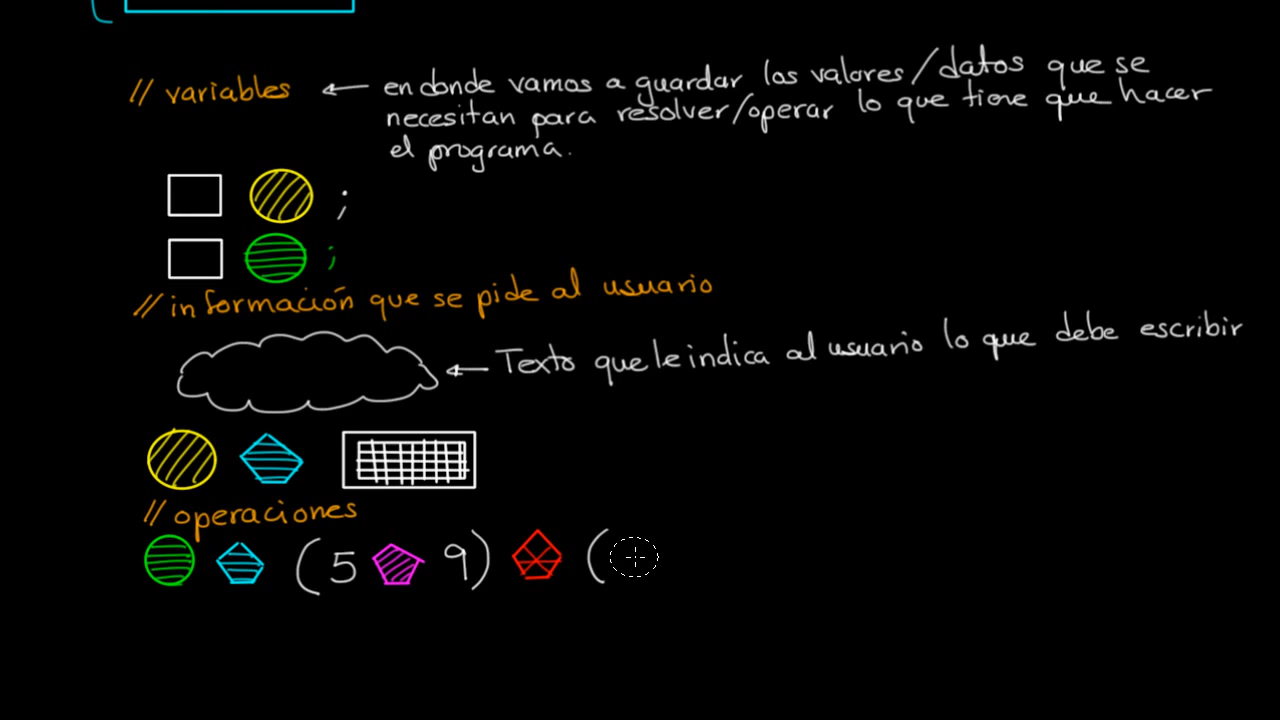 // variables ← en donde vamos a guardar los valores/datos que se
necesitan para resolver/operar lo que tiene que hacer
el programa.
;
;
// información que se pide al usuario
← Texto que le indica al usuario lo que debe escribir
// operaciones
(5 9) (